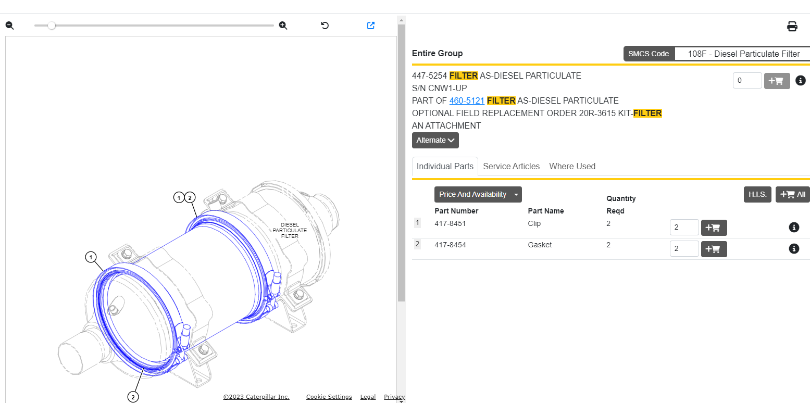 Entire Group
SMCS Code
108F - Diesel Particulate Filter
447-5254 FILTER AS-DIESEL PARTICULATE
S/N CNW1-UP
PART OF 460-5121 FILTER AS-DIESEL PARTICULATE
OPTIONAL FIELD REPLACEMENT ORDER 20R-3615 KIT-FILTER
AN ATTACHMENT
0
Alternate
Individual Parts Service Articles Where Used
Price And Availability
H.I.S.
All
Part Number Part Name Quantity Reqd
1 417-8451 Clip 2 2
2 417-8454 Gasket 2 2
1 2
DIESEL
PARTICULATE
FILTER
1
2
©2023 Caterpillar Inc. Cookie Settings Legal Privacy